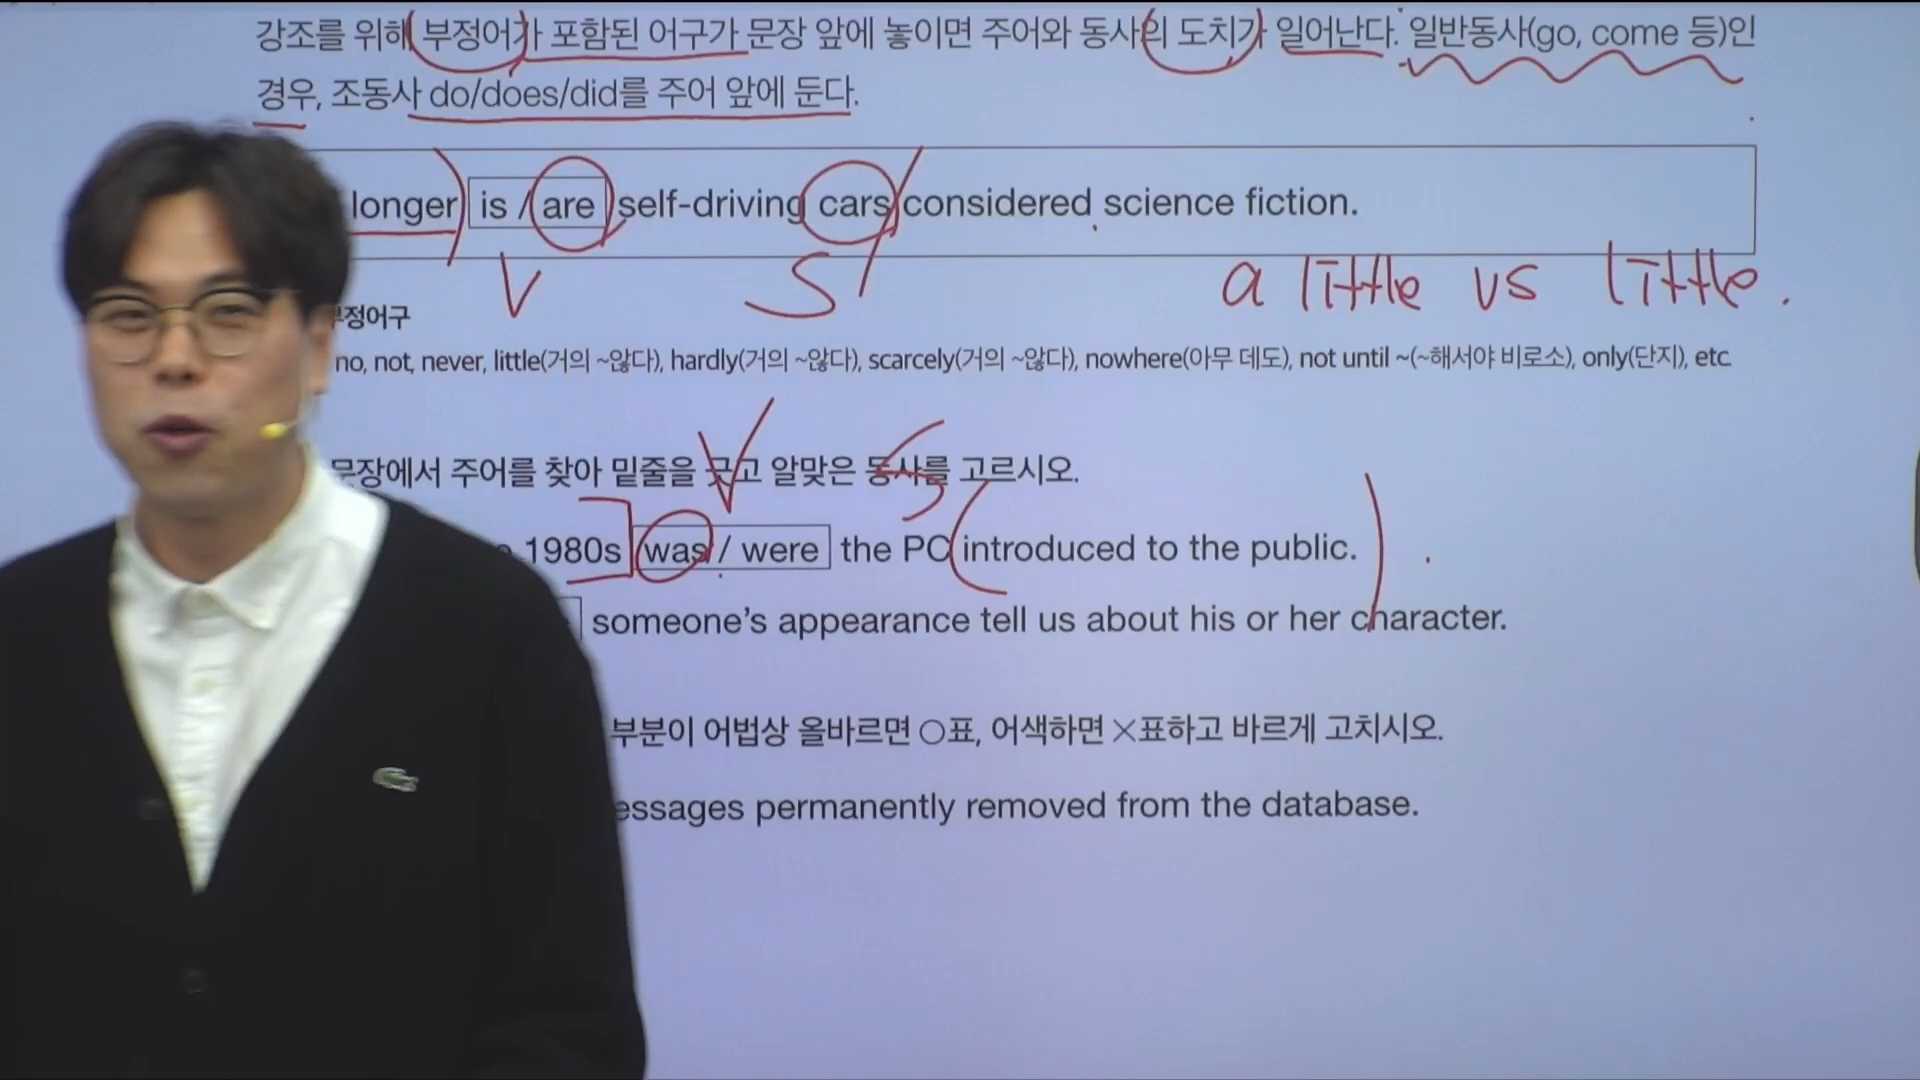 강조를 위해 부정어가 포함된 어구가 문장 앞에 놓이면 주어와 동사의 도치가 일어난다. 일반동사(go, come 등)인
경우, 조동사 do/does/did를 주어 앞에 둔다.
longer is / are self-driving cars considered science fiction.
V S a little vs little.
부정어구
no, not, never, little(거의 ~않다), hardly(거의 ~않다), scarcely(거의 ~않다), nowhere(아무 데도), not until ~(~해서야 비로소), only(단지), etc.
V S
문장에서 주어를 찾아 밑줄을 긋고 알맞은 동사를 고르시오.
1980s was / were the PC introduced to the public.
someone's appearance tell us about his or her character.
부분이 어법상 올바르면 ○표, 어색하면 ×표하고 바르게 고치시오.
essages permanently removed from the database.